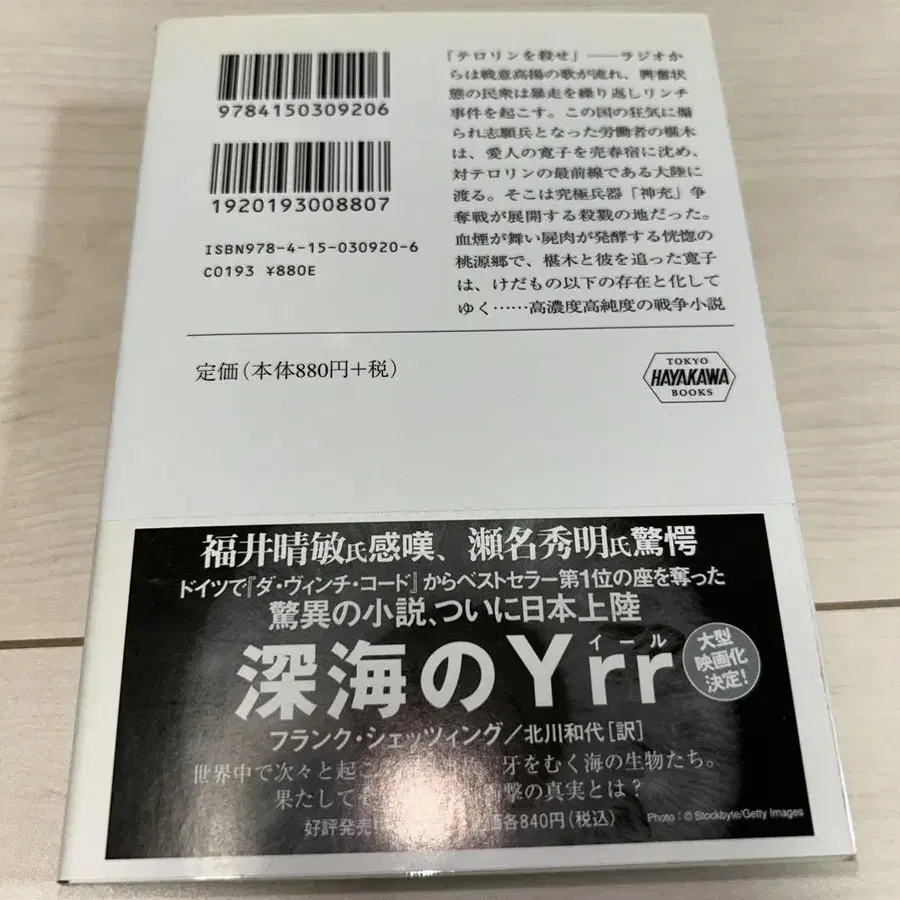 9784150309206
1920193008807
ISBN978-4-15-030920-6
C0193 ¥880E
「テロリンを殺せ」――ラジオか
らは戦意高揚の歌が流れ、興奮状
態の民衆は暴走を繰り返しリンチ
事件を起こす。この国の狂気に煽
られ志願兵となった労働者の椹木
は、愛人の寛子を売春宿に沈め、
対テロリンの最前線である大陸に
渡る。そこは究極兵器「神充」争
奪戦が展開する殺戮の地だった。
血煙が舞い屍肉が発酵する恍惚の
桃源郷で、椹木と彼を追った寛子
は、けだもの以下の存在と化して
ゆく……高濃度高純度の戦争小説
定価(本体880円+税)
TOKYO
HAYAKAWA
BOOKS
福井晴敏氏感嘆、瀬名秀明氏驚愕
ドイツで『ダ・ヴィンチ・コード』からベストセラー第1位の座を奪った
驚異の小説、ついに日本上陸
イール
深海のYrr
大型
映画化
決定!
フランク・シェッツィング/北川和代[訳]
世界中で次々と起こ 牙をむく海の生物たち。
果たしてそ 撃の真実とは?
好評発売 各840円(税込)
Photo:© Stockbyte/Getty Images